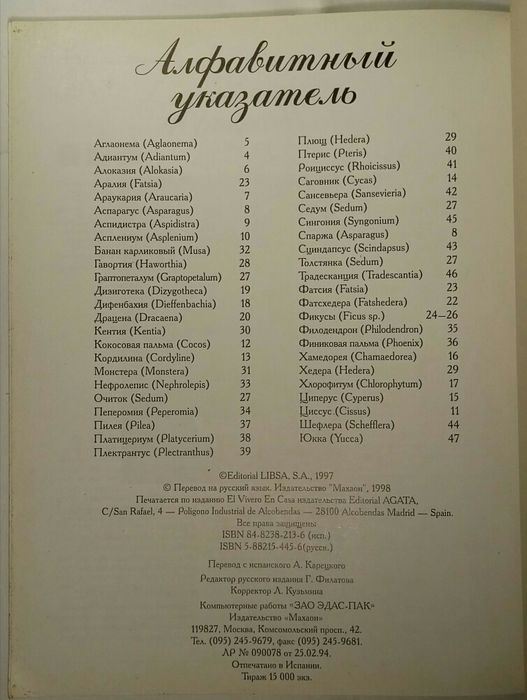 Алфавитный
указатель
Аглаонема (Aglaonema) 5
Адиантум (Adiantum) 4
Алоказия (Alokasia) 6
Аралия (Fatsia) 23
Араукария (Araucaria) 7
Аспарагус (Asparagus) 8
Аспидистра (Aspidistra) 9
Асплениум (Asplenium) 10
Банан карликовый (Musa) 32
Гавортия (Haworthia) 28
Граптопеталум (Graptopetalum) 27
Дизиготека (Dizygotheca) 19
Дифенбахия (Dieffenbachia) 18
Драцена (Dracaena) 20
Кентия (Kentia) 30
Кокосовая пальма (Cocos) 12
Кордилина (Cordyline) 13
Монстера (Monstera) 31
Нефролепис (Nephrolepis) 33
Очиток (Sedum) 27
Пеперомия (Peperomia) 34
Пилея (Pilea) 37
Платицериум (Platycerium) 38
Плектрантус (Plectranthus) 39
Плющ (Hedera) 29
Птерис (Pteris) 40
Роициссус (Rhoicissus) 41
Саговник (Cycas) 14
Сансевьера (Sansevieria) 42
Седум (Sedum) 27
Сингония (Syngonium) 45
Спаржа (Asparagus) 8
Сциндапсус (Scindapsus) 43
Толстянка (Sedum) 27
Традесканция (Tradescantia) 46
Фатсия (Fatsia) 23
Фатсхедера (Fatshedera) 22
Фикусы (Ficus sp.) 24—26
Филодендрон (Philodendron) 35
Финиковая пальма (Phoenix) 36
Хамедорея (Chamaedorea) 16
Хедера (Hedera) 29
Хлорофитум (Chlorophytum) 17
Циперус (Cyperus) 15
Циссус (Cissus) 11
Шефлера (Schefflera) 44
Юкка (Yucca) 47
©Editorial LIBSA, S.A., 1997
© Перевод на русский язык. Издательство "Махаон", 1998
Печатается по изданию El Vivero En Casa издательства Editorial AGATA,
C/San Rafael, 4 — Poligono Industrial de Alcobendas — 28100 Alcobendas Madrid — Spain.
Все права защищены
ISBN 84-8238-213-6 (исп.)
ISBN 5-88215-445-6(русск.)
Перевод с испанского А. Карецкого
Редактор русского издания Г. Филатова
Корректор Л. Кузьмина
Компьютерные работы «ЗАО ЭДАС-ПАК»
Издательство «Махаон»
119827, Москва, Комсомольский просп., 42.
Тел. (095) 245-9679, факс (095) 245-9681.
ЛР № 090078 от 25.02.94.
Отпечатано в Испании.
Тираж 15 000 экз.